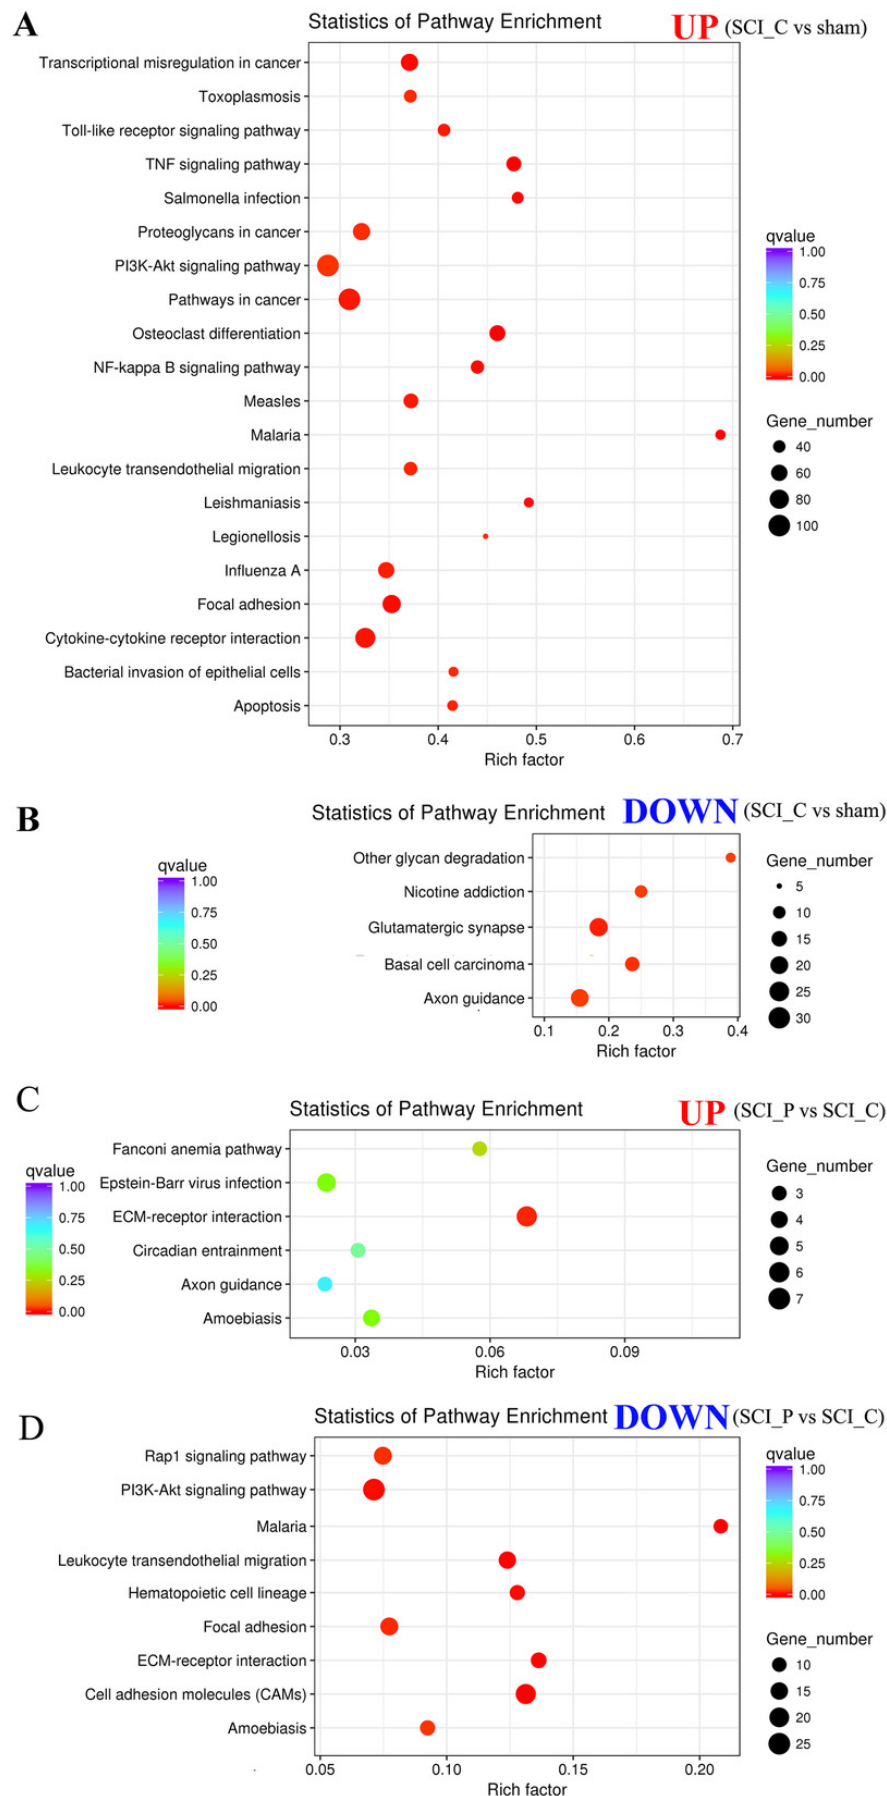 A
Statistics of Pathway Enrichment UP (SCI_C vs sham)
Transcriptional misregulation in cancer
Toxoplasmosis
Toll-like receptor signaling pathway
TNF signaling pathway
Salmonella infection
Proteoglycans in cancer
PI3K-Akt signaling pathway
Pathways in cancer
Osteoclast differentiation
NF-kappa B signaling pathway
Measles
Malaria
Leukocyte transendothelial migration
Leishmaniasis
Legionellosis
Influenza A
Focal adhesion
Cytokine-cytokine receptor interaction
Bacterial invasion of epithelial cells
Apoptosis
0.3 0.4 0.5 0.6 0.7
Rich factor
qvalue
1.00
0.75
0.50
0.25
0.00
Gene_number
40
60
80
100
B
Statistics of Pathway Enrichment DOWN (SCI_C vs sham)
qvalue
1.00
0.75
0.50
0.25
0.00
Other glycan degradation
Nicotine addiction
Glutamatergic synapse
Basal cell carcinoma
Axon guidance
0.1 0.2 0.3 0.4
Rich factor
Gene_number
5
10
15
20
25
30
C
Statistics of Pathway Enrichment UP (SCI_P vs SCI_C)
qvalue
1.00
0.75
0.50
0.25
0.00
Fanconi anemia pathway
Epstein-Barr virus infection
ECM-receptor interaction
Circadian entrainment
Axon guidance
Amoebiasis
0.03 0.06 0.09
Rich factor
Gene_number
3
4
5
6
7
D
Statistics of Pathway Enrichment DOWN (SCI_P vs SCI_C)
Rap1 signaling pathway
PI3K-Akt signaling pathway
Malaria
Leukocyte transendothelial migration
Hematopoietic cell lineage
Focal adhesion
ECM-receptor interaction
Cell adhesion molecules (CAMs)
Amoebiasis
0.05 0.10 0.15 0.20
Rich factor
qvalue
1.00
0.75
0.50
0.25
0.00
Gene_number
10
15
20
25